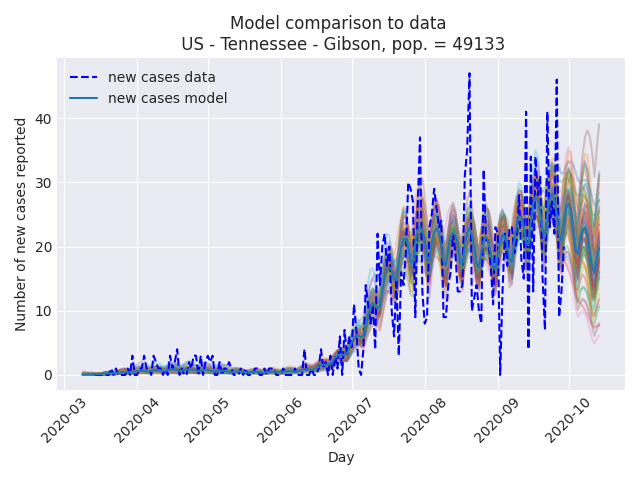 Model comparison to data
US - Tennessee - Gibson, pop. = 49133
new cases data
new cases model
Number of new cases reported
40
30
20
10
0
2020-03
2020-04
2020-05
2020-06
2020-07
2020-08
2020-09
2020-10
Day